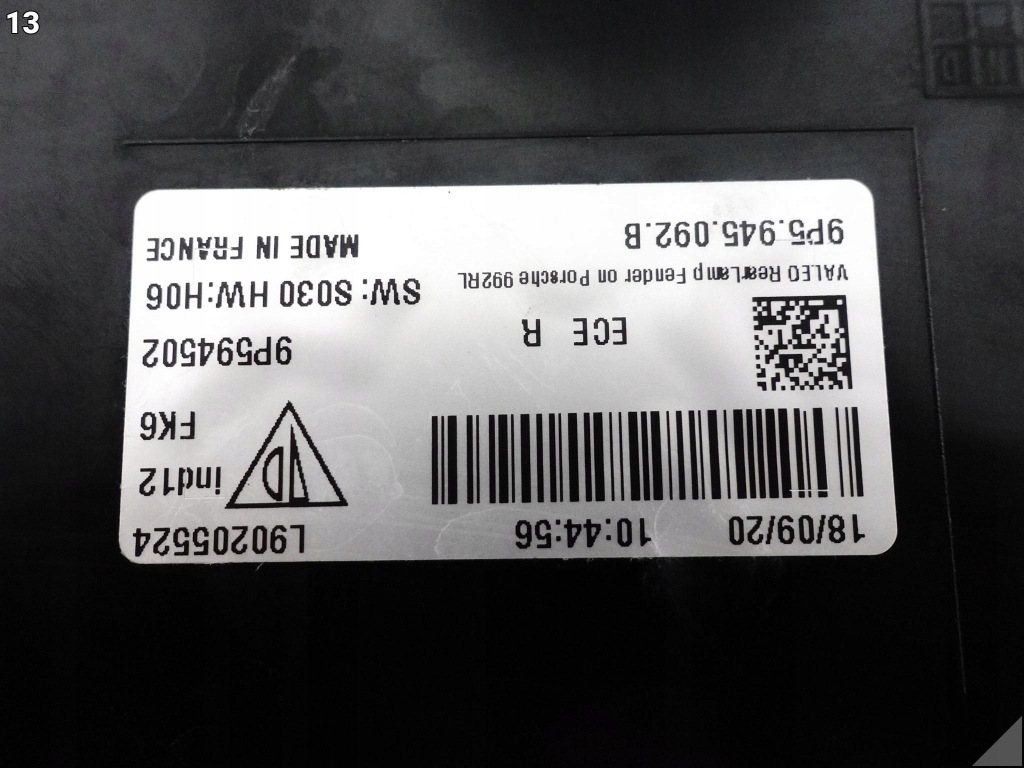 13
18/09/20 10:44:56 L90205524
ind12
FK6
ECE R 9P594502
VALEO RearLamp Fender on Porsche 992RL SW: S030 HW:H06
9P5.945.092.B MADE IN FRANCE